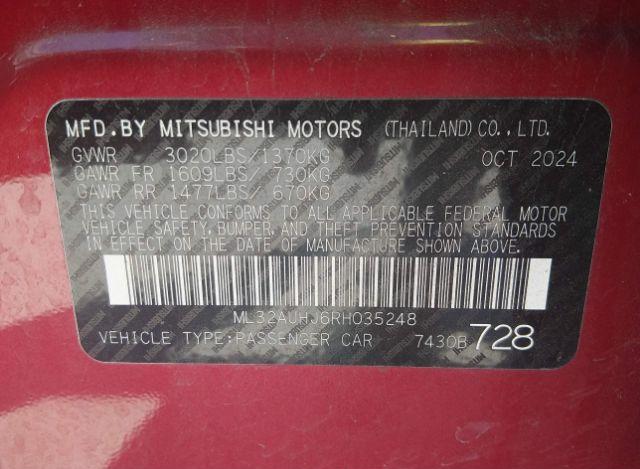 MFD.BY MITSUBISHI MOTORS (THAILAND)CO.,LTD.
GVWR 3020LBS/1370KG OCT 2024
GAWR FR 1609LBS/ 730KG
GAWR RR 1477LBS/ 670KG
THIS VEHICLE CONFORMS TO ALL APPLICABLE FEDERAL MOTOR
VEHICLE SAFETY, BUMPER, AND THEFT PREVENTION STANDARDS
IN EFFECT ON THE DATE OF MANUFACTURE SHOWN ABOVE.
ML32AUHJ6RH035248
VEHICLE TYPE:PASSENGER CAR 7430B 728